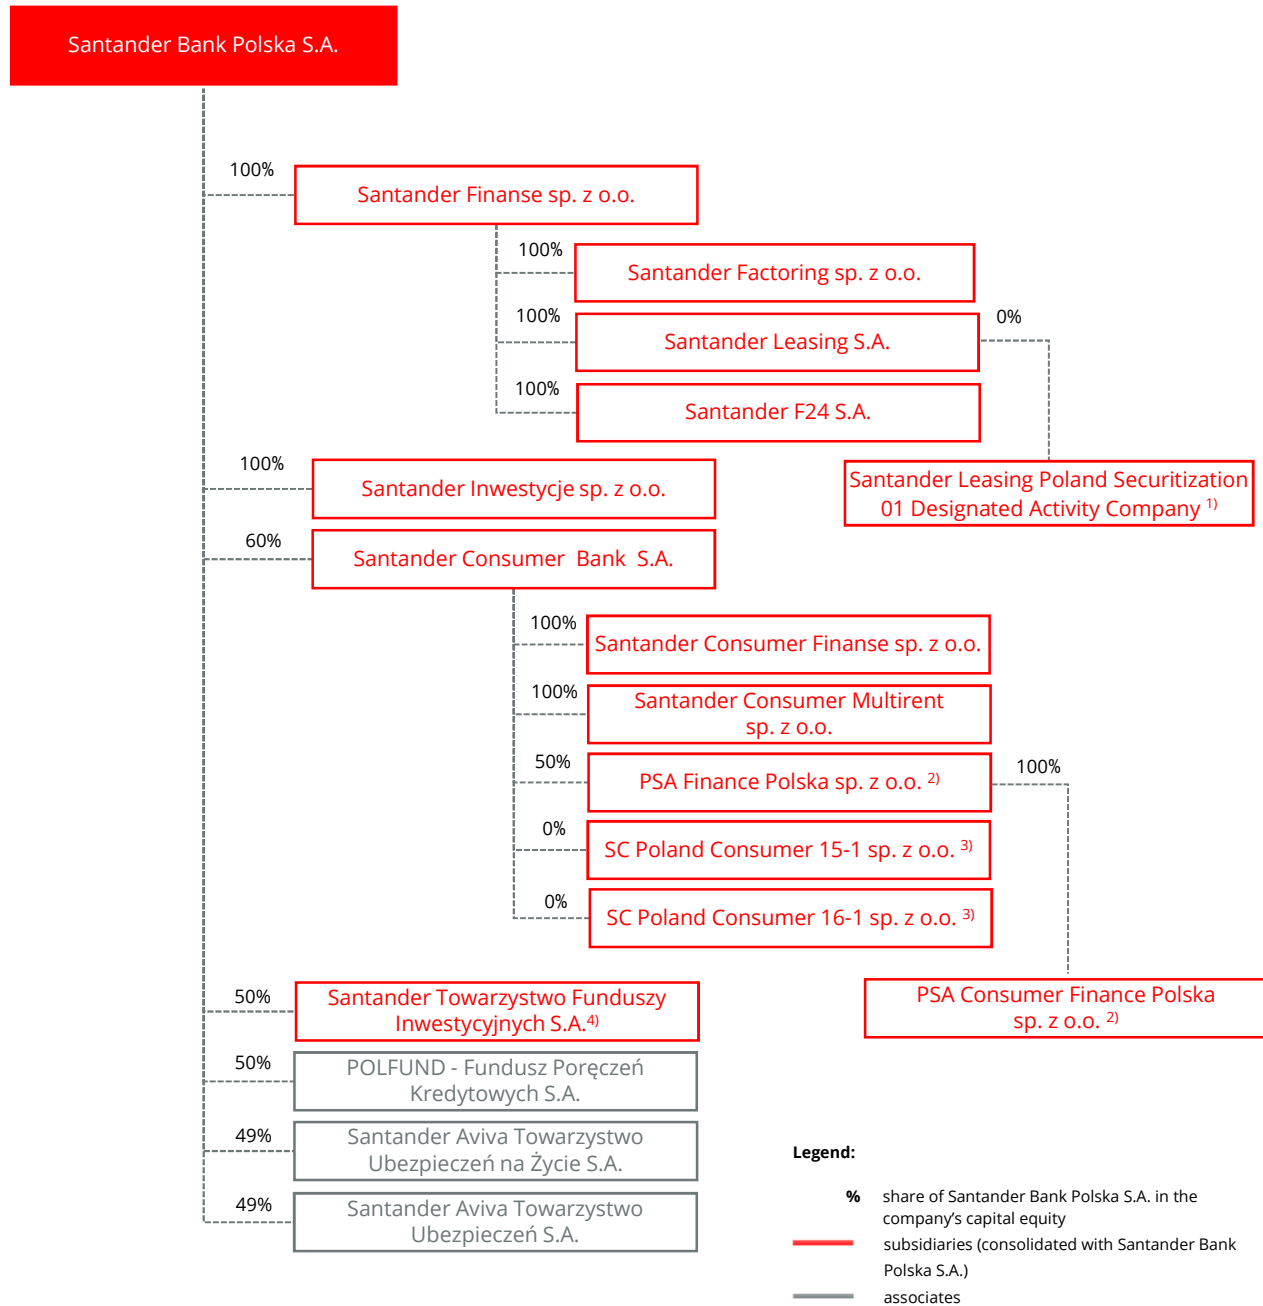 Santander Bank Polska S.A.
100%
Santander Finanse sp. z o.o.
100%
Santander Factoring sp. z o.o.
100%
Santander Leasing S.A.
0%
100%
Santander F24 S.A.
Santander Leasing Poland Securitization
01 Designated Activity Company 1)
100%
Santander Inwestycje sp. z o.o.
60%
Santander Consumer Bank S.A.
100%
Santander Consumer Finanse sp. z o.o.
100%
Santander Consumer Multirent
sp. z o.o.
50%
PSA Finance Polska sp. z o.o. 2)
100%
0%
SC Poland Consumer 15-1 sp. z o.o. 3)
0%
SC Poland Consumer 16-1 sp. z o.o. 3)
PSA Consumer Finance Polska
sp. z o.o. 2)
50%
Santander Towarzystwo Funduszy
Inwestycyjnych S.A.4)
50%
POLFUND - Fundusz Poręczeń
Kredytowych S.A.
49%
Santander Aviva Towarzystwo
Ubezpieczeń na Życie S.A.
49%
Santander Aviva Towarzystwo
Ubezpieczeń S.A.
Legend:
% share of Santander Bank Polska S.A. in the
company's capital equity
subsidiaries (consolidated with Santander Bank
Polska S.A.)
associates